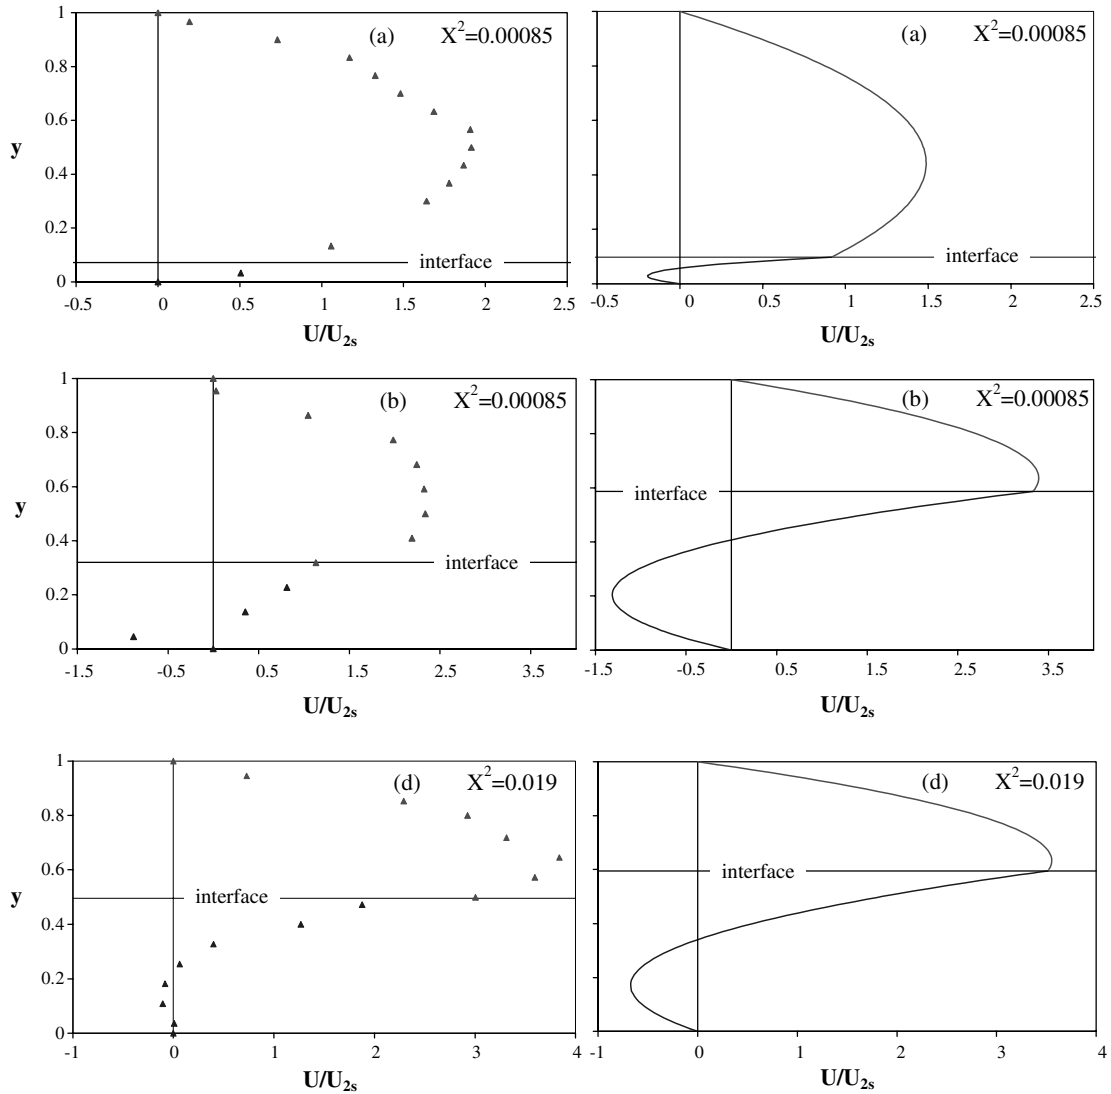 1
(a)
X²=0.00085
0.8
0.6
y
0.4
0.2
interface
0
-0.5
0
0.5
1
1.5
2
2.5
U/U₂ₛ
(a)
X²=0.00085
interface
-0.5
0
0.5
1
1.5
2
2.5
U/U₂ₛ
1
(b)
X²=0.00085
0.8
0.6
y
0.4
interface
0.2
0
-1.5
-0.5
0.5
1.5
2.5
3.5
U/U₂ₛ
(b)
X²=0.00085
interface
-1.5
-0.5
0.5
1.5
2.5
3.5
U/U₂ₛ
1
(d)
X²=0.019
0.8
0.6
y
interface
0.4
0.2
0
-1
0
1
2
3
4
U/U₂ₛ
(d)
X²=0.019
interface
-1
0
1
2
3
4
U/U₂ₛ